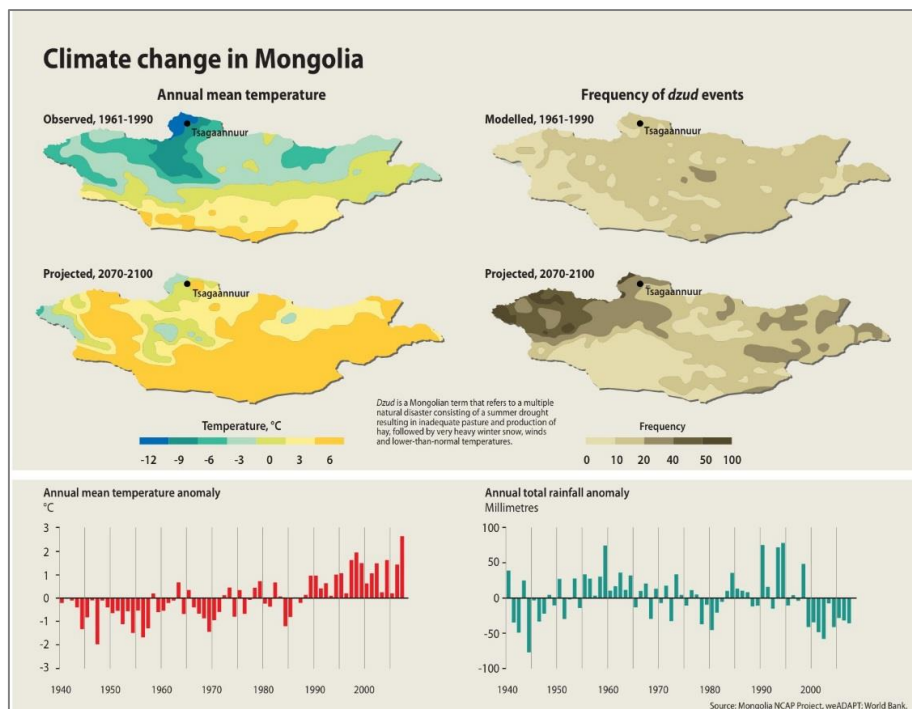 Climate change in Mongolia
Annual mean temperature
Observed, 1961-1990
Tsagaannuur
Projected, 2070-2100
Tsagaannuur
Temperature, °C
-12 -9 -6 -3 0 3 6
Frequency of dzud events
Modelled, 1961-1990
Tsagaannuur
Projected, 2070-2100
Tsagaannuur
Dzud is a Mongolian term that refers to a multiple
natural disaster consisting of a summer drought
resulting in inadequate pasture and production of
hay, followed by very heavy winter snow, winds
and lower-than-normal temperatures.
Frequency
0 10 20 40 50 100
Annual mean temperature anomaly
°C
3
2
1
0
-1
-2
-3
1940 1950 1960 1970 1980 1990 2000
Annual total rainfall anomaly
Millimetres
100
50
0
-50
-100
1940 1950 1960 1970 1980 1990 2000
Source: Mongolia NCAP Project, weADAPT; World Bank.